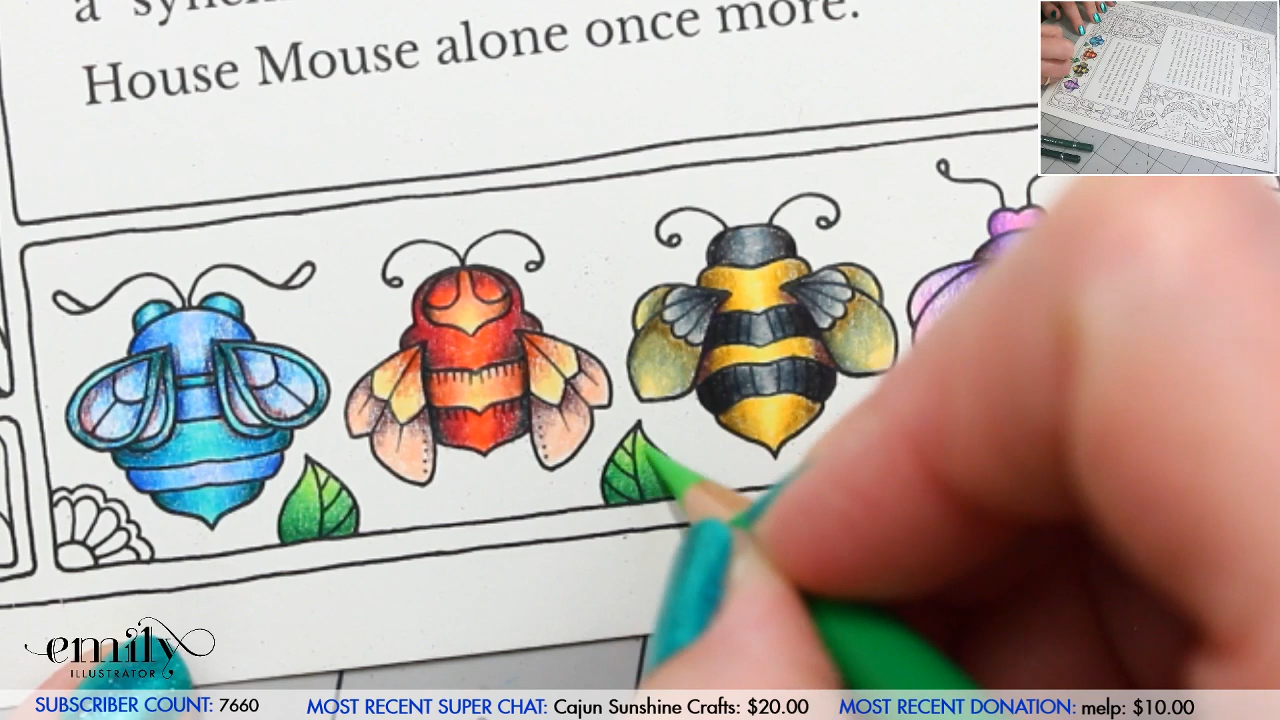 a
House Mouse alone once more.
emily
ILLUSTRATOR
SUBSCRIBER COUNT: 7660 MOST RECENT SUPER CHAT: Cajun Sunshine Crafts: $20.00 MOST RECENT DONATION: melp: $10.00